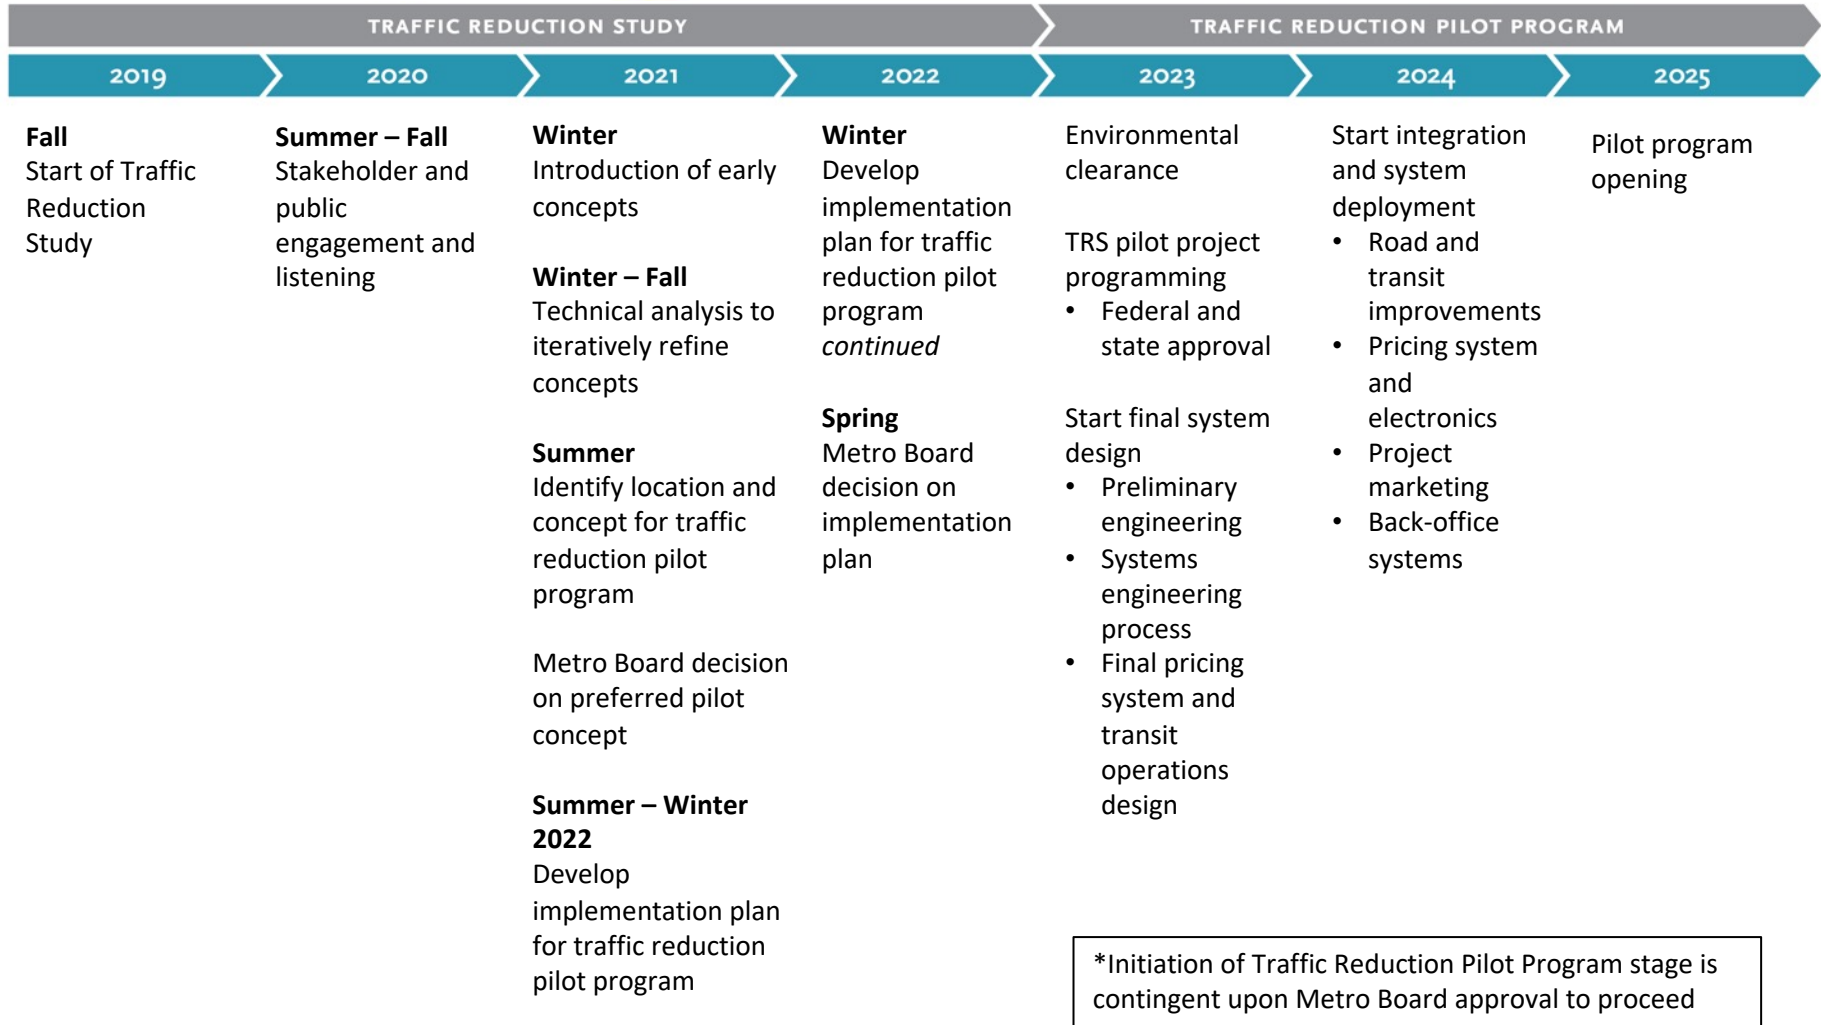 TRAFFIC REDUCTION STUDY
TRAFFIC REDUCTION PILOT PROGRAM
2019
2020
2021
2022
2023
2024
2025
Fall
Start of Traffic
Reduction
Study
Summer – Fall
Stakeholder and
public
engagement and
listening
Winter
Introduction of early
concepts
Winter – Fall
Technical analysis to
iteratively refine
concepts
Summer
Identify location and
concept for traffic
reduction pilot
program
Metro Board decision
on preferred pilot
concept
Summer – Winter
2022
Develop
implementation plan
for traffic reduction
pilot program
Winter
Develop
implementation
plan for traffic
reduction pilot
program
continued
Spring
Metro Board
decision on
implementation
plan
Environmental
clearance
TRS pilot project
programming
• Federal and
state approval
Start final system
design
• Preliminary
engineering
• Systems
engineering
process
• Final pricing
system and
transit
operations
design
Start integration
and system
deployment
• Road and
transit
improvements
• Pricing system
and
electronics
• Project
marketing
• Back-office
systems
Pilot program
opening
*Initiation of Traffic Reduction Pilot Program stage is
contingent upon Metro Board approval to proceed